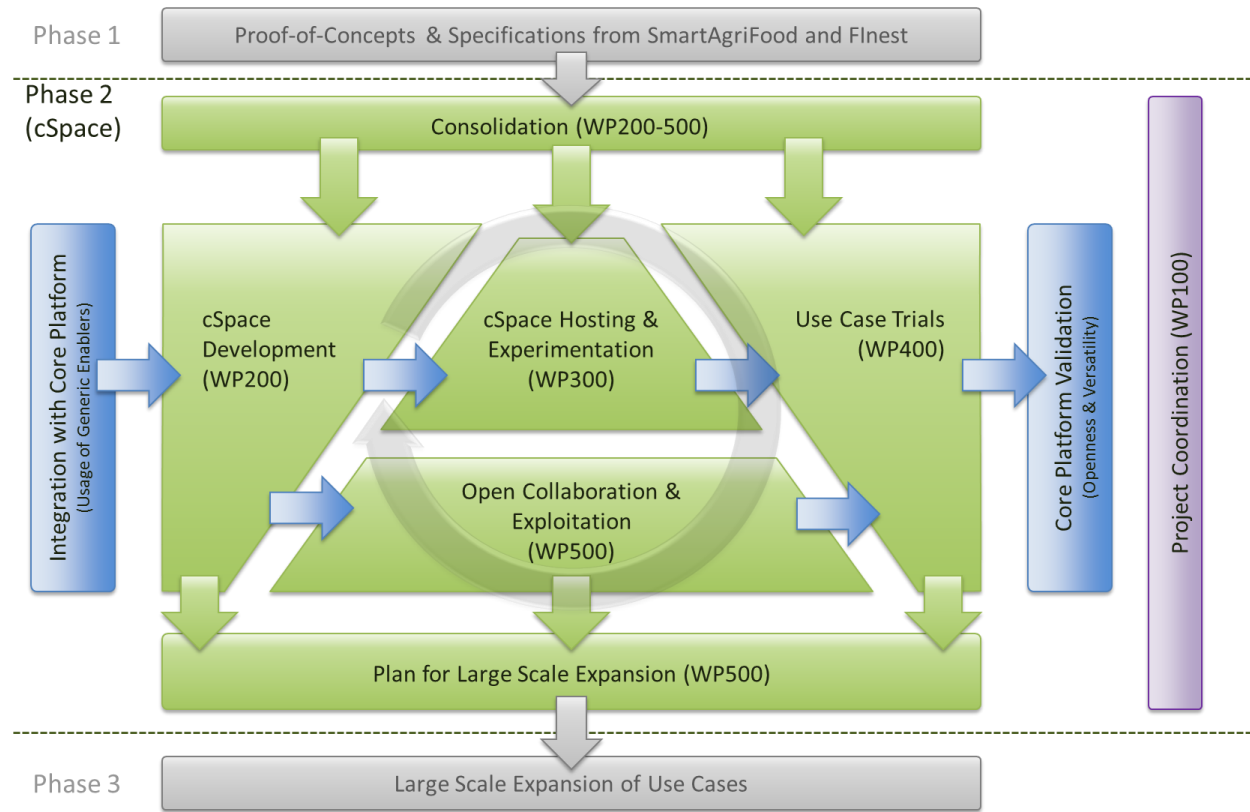 Phase 1
Proof-of-Concepts & Specifications from SmartAgriFood and FInest
Phase 2
(cSpace)
Consolidation (WP200-500)
Integration with Core Platform
(Usage of Generic Enablers)
cSpace
Development
(WP200)
cSpace Hosting &
Experimentation
(WP300)
Use Case Trials
(WP400)
Open Collaboration &
Exploitation
(WP500)
Core Platform Validation
(Openness & Versatility)
Project Coordination (WP100)
Plan for Large Scale Expansion (WP500)
Phase 3
Large Scale Expansion of Use Cases